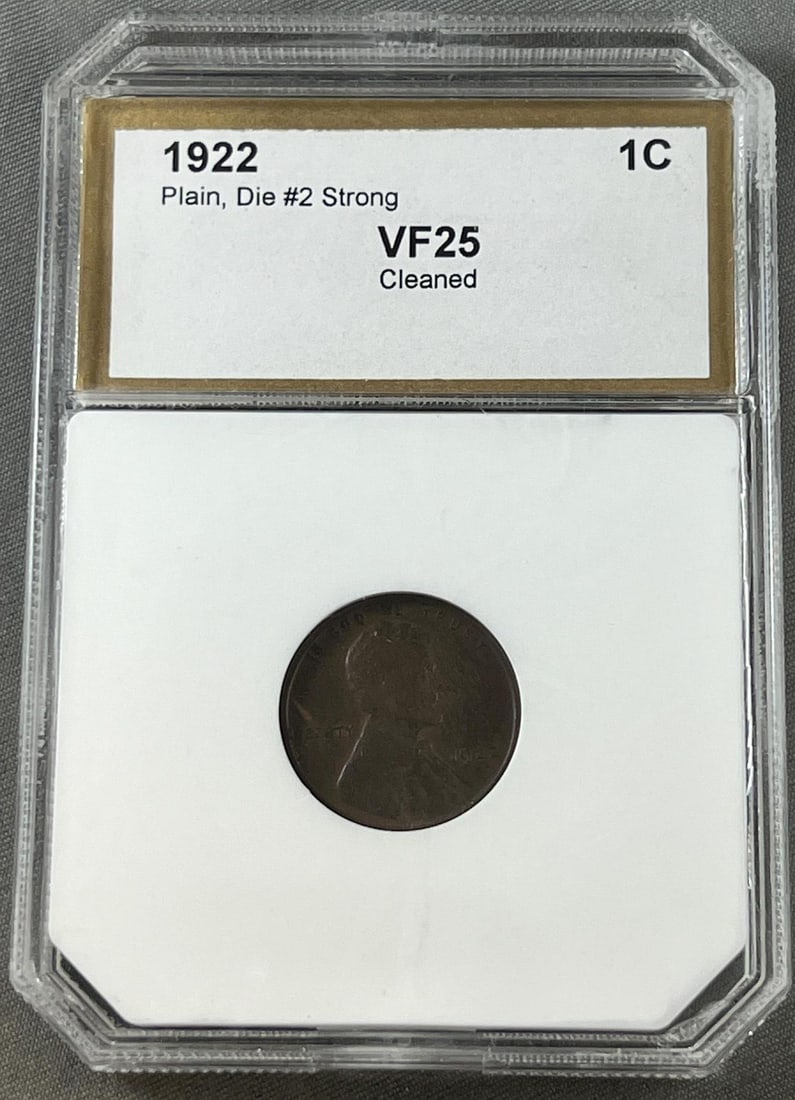 1922 1C
Plain, Die #2 Strong
VF25
Cleaned